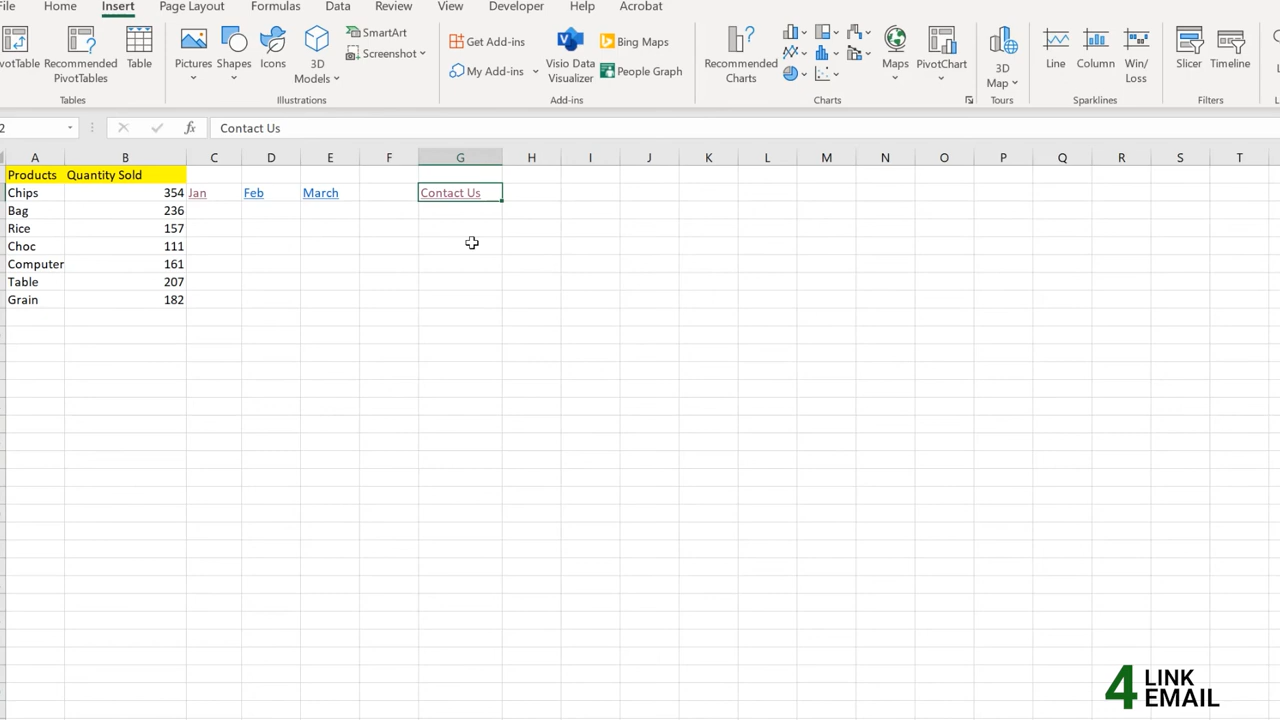 File Home Insert Page Layout Formulas Data Review View Developer Help Acrobat
PivotTable
Recommended
PivotTables
Table
Pictures
Shapes
Icons
3D
Models
SmartArt
Screenshot
Get Add-ins
My Add-ins
Visio Data
Visualizer
Bing Maps
People Graph
Recommended
Charts
Maps
PivotChart
3D
Map
Line
Column
Win/
Loss
Slicer
Timeline
Tables Illustrations Add-ins Charts Tours Sparklines Filters
2 fx Contact Us
A B C D E F G H I J K L M N O P Q R S T
Products Quantity Sold
Chips 354 Jan Feb March Contact Us
Bag 236
Rice 157
Choc 111
Computer 161
Table 207
Grain 182
4 LINK
EMAIL